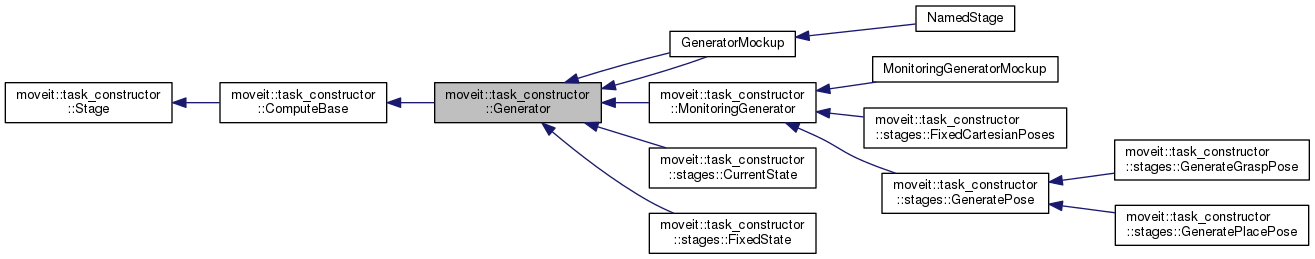 moveit::task_constructor
::Stage
moveit::task_constructor
::ComputeBase
moveit::task_constructor
::Generator
GeneratorMockup
NamedStage
moveit::task_constructor
::MonitoringGenerator
MonitoringGeneratorMockup
moveit::task_constructor
::stages::FixedCartesianPoses
moveit::task_constructor
::stages::GeneratePose
moveit::task_constructor
::stages::GenerateGraspPose
moveit::task_constructor
::stages::GeneratePlacePose
moveit::task_constructor
::stages::CurrentState
moveit::task_constructor
::stages::FixedState